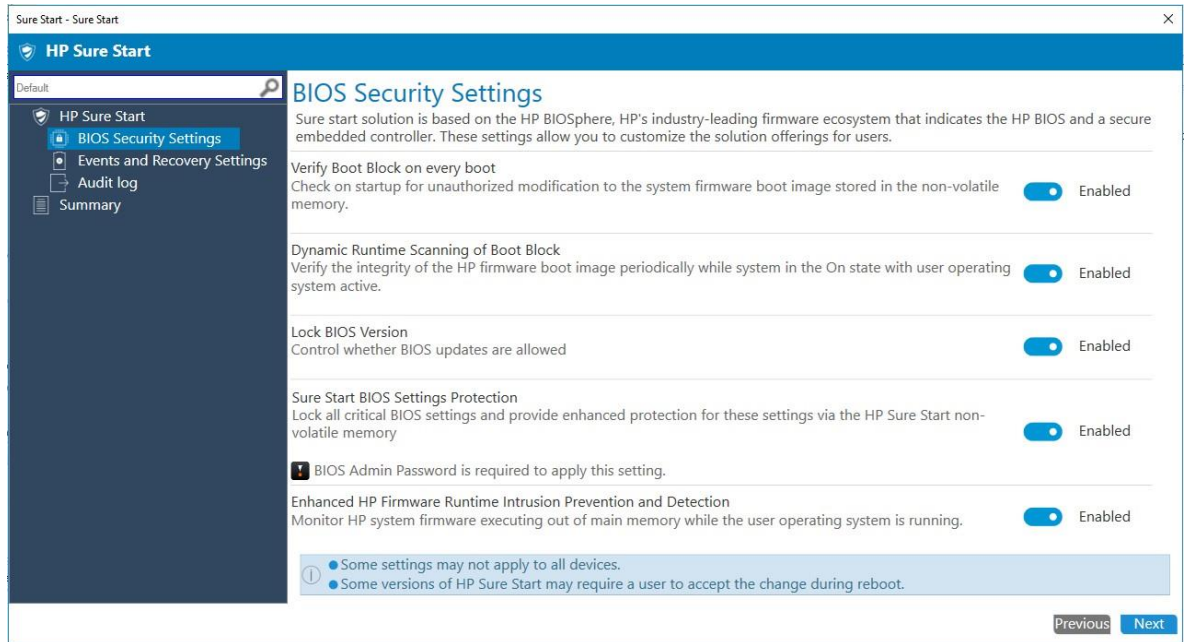 Sure Start - Sure Start
HP Sure Start
Default
HP Sure Start
BIOS Security Settings
Events and Recovery Settings
Audit log
Summary
BIOS Security Settings
Sure start solution is based on the HP BIOSphere, HP's industry-leading firmware ecosystem that indicates the HP BIOS and a secure
embedded controller. These settings allow you to customize the solution offerings for users.
Verify Boot Block on every boot
Check on startup for unauthorized modification to the system firmware boot image stored in the non-volatile
memory.
Enabled
Dynamic Runtime Scanning of Boot Block
Verify the integrity of the HP firmware boot image periodically while system in the On state with user operating
system active.
Enabled
Lock BIOS Version
Control whether BIOS updates are allowed
Enabled
Sure Start BIOS Settings Protection
Lock all critical BIOS settings and provide enhanced protection for these settings via the HP Sure Start non-
volatile memory
Enabled
BIOS Admin Password is required to apply this setting.
Enhanced HP Firmware Runtime Intrusion Prevention and Detection
Monitor HP system firmware executing out of main memory while the user operating system is running.
Enabled
Some settings may not apply to all devices.
Some versions of HP Sure Start may require a user to accept the change during reboot.
Previous
Next